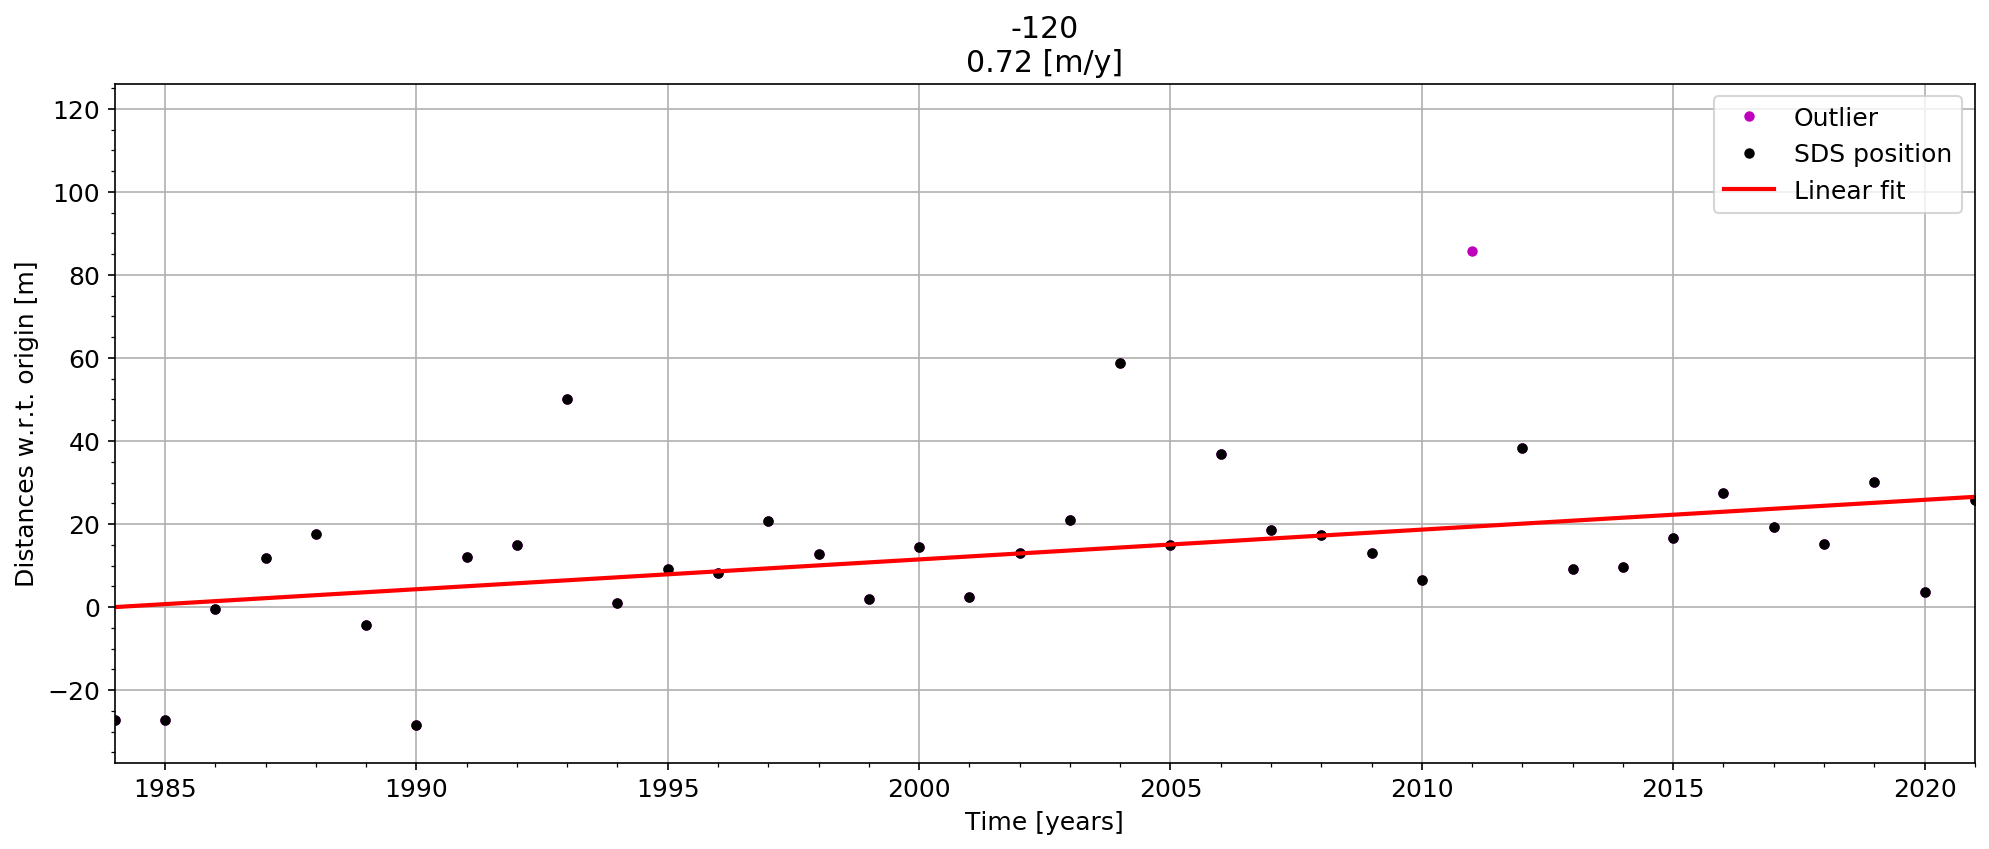 -120
0.72 [m/y]
Outlier
SDS position
Linear fit
Distances w.r.t. origin [m]
120
100
80
60
40
20
0
−20
1985 1990 1995 2000 2005 2010 2015 2020
Time [years]